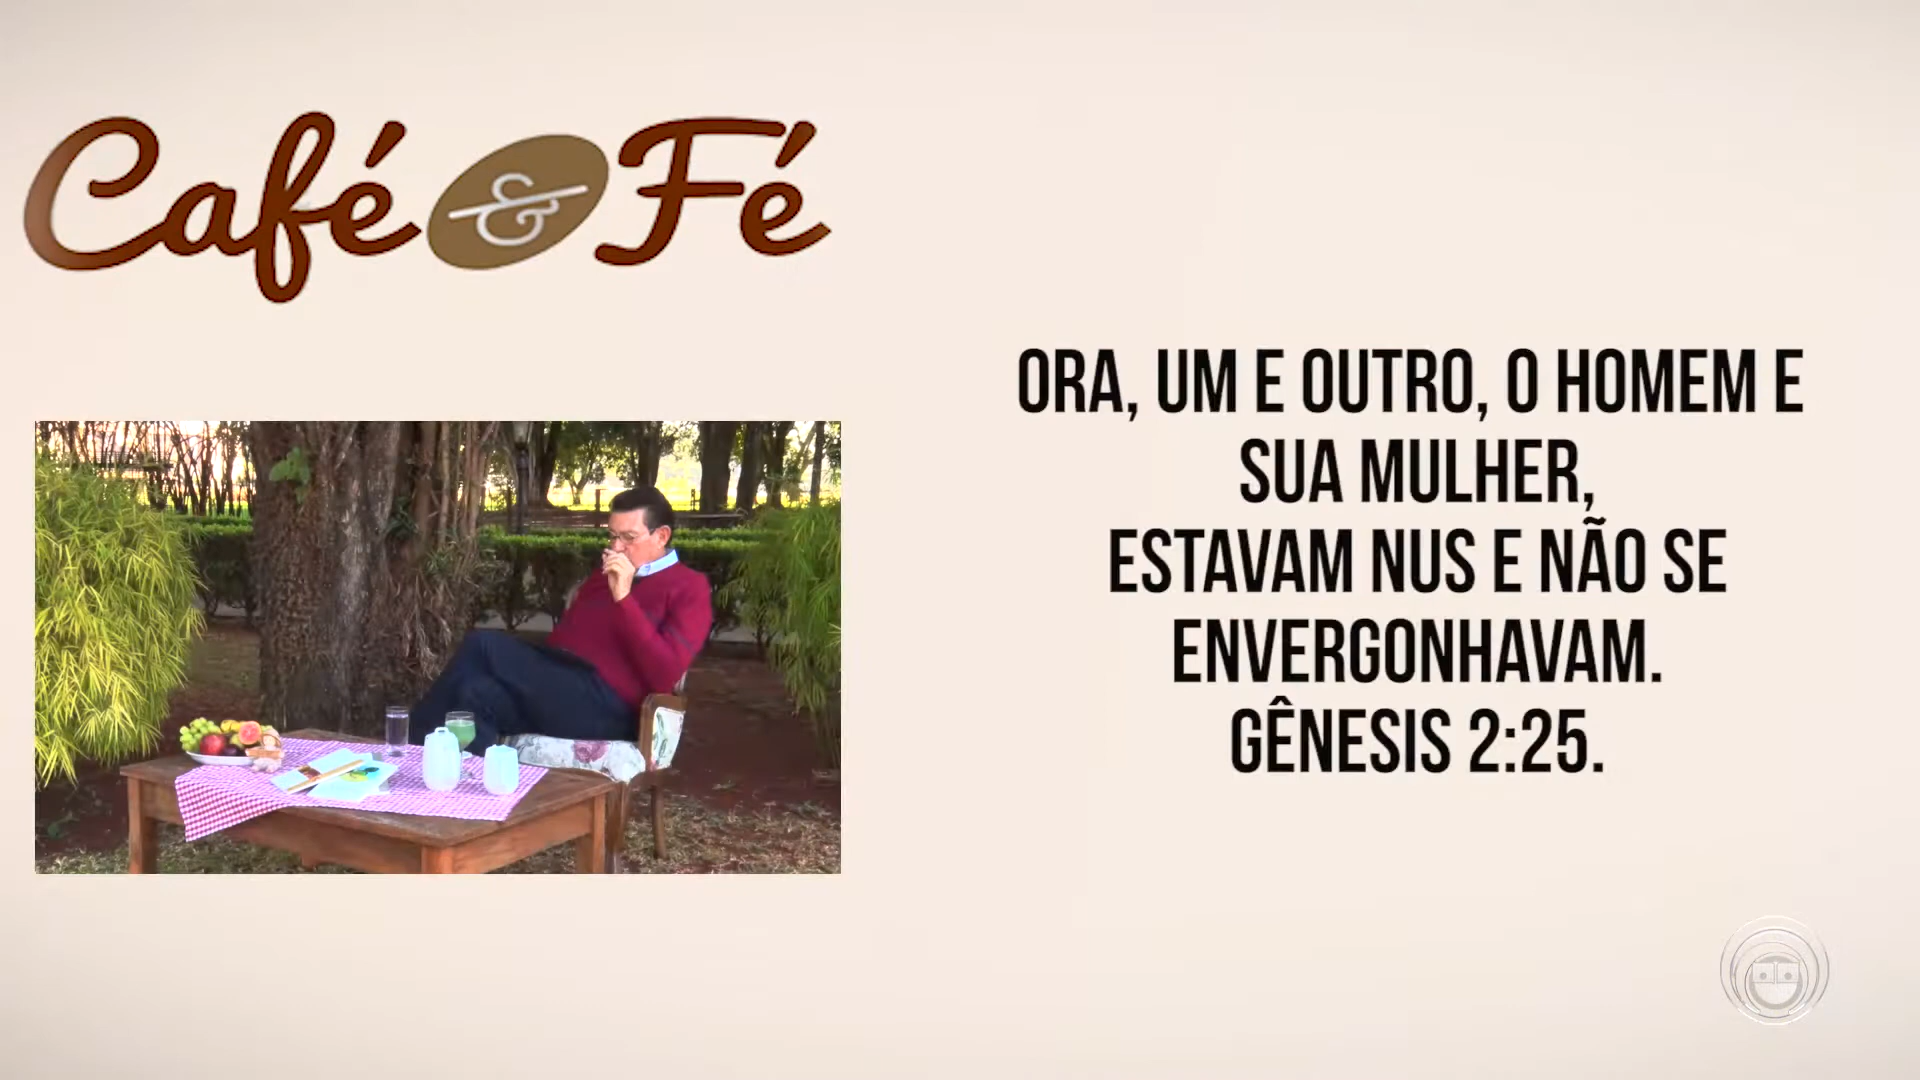 Café & Fé
ORA, UM E OUTRO, O HOMEM E
SUA MULHER,
ESTAVAM NUS E NÃO SE
ENVERGONHAVAM.
GÊNESIS 2:25.